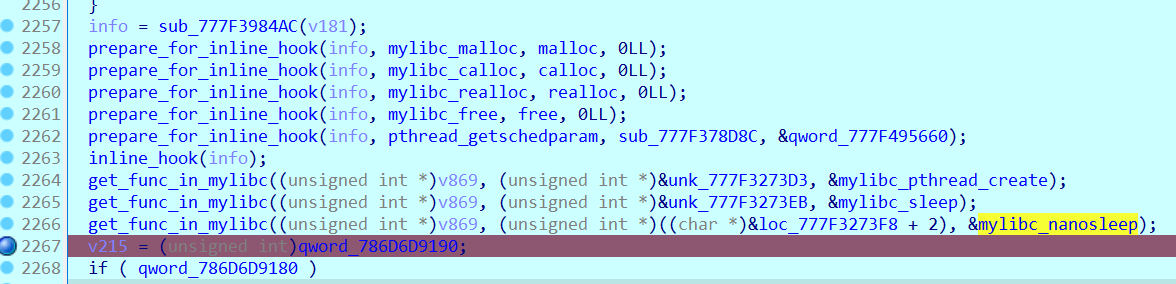 2256 }
2257 info = sub_777F3984AC(v181);
2258 prepare_for_inline_hook(info, mylibc_malloc, malloc, 0LL);
2259 prepare_for_inline_hook(info, mylibc_calloc, calloc, 0LL);
2260 prepare_for_inline_hook(info, mylibc_realloc, realloc, 0LL);
2261 prepare_for_inline_hook(info, mylibc_free, free, 0LL);
2262 prepare_for_inline_hook(info, pthread_getschedparam, sub_777F378D8C, &qword_777F495660);
2263 inline_hook(info);
2264 get_func_in_mylibc((unsigned int *)v869, (unsigned int *)&unk_777F3273D3, &mylibc_pthread_create);
2265 get_func_in_mylibc((unsigned int *)v869, (unsigned int *)&unk_777F3273EB, &mylibc_sleep);
2266 get_func_in_mylibc((unsigned int *)v869, (unsigned int *)((char *)&loc_777F3273F8 + 2), &mylibc_nanosleep);
2267 v215 = (unsigned int)qword_786D6D9190;
2268 if ( qword_786D6D9180 )